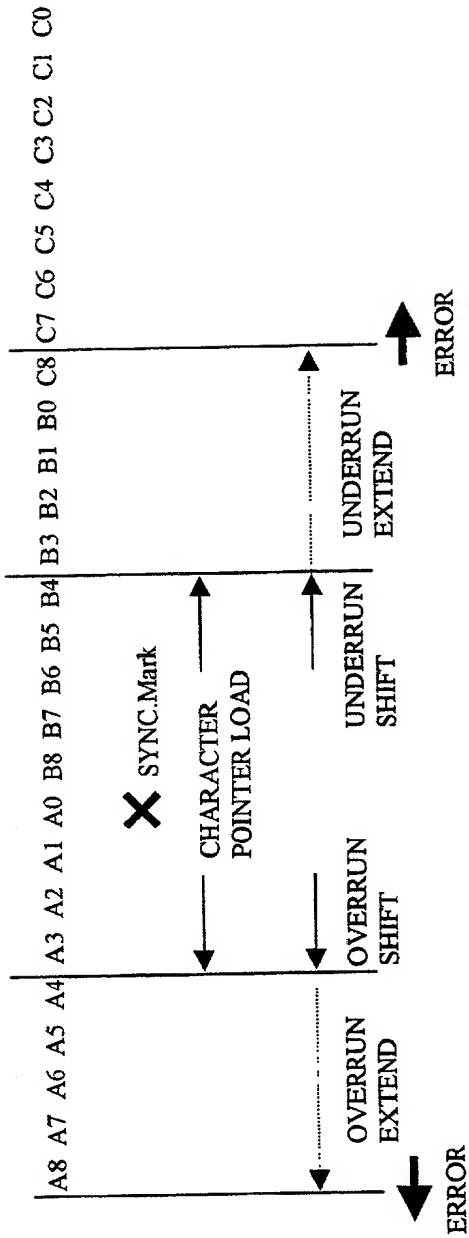 A8 A7 A6 A5 A4 A3 A2 A1 A0 B8 B7 B6 B5 B4 B3 B2 B1 B0 C8 C7 C6 C5 C4 C3 C2 C1 C0
SYNC.Mark
CHARACTER
POINTER LOAD
OVERRUN
EXTEND
OVERRUN
SHIFT
UNDERRUN
SHIFT
UNDERRUN
EXTEND
ERROR
ERROR